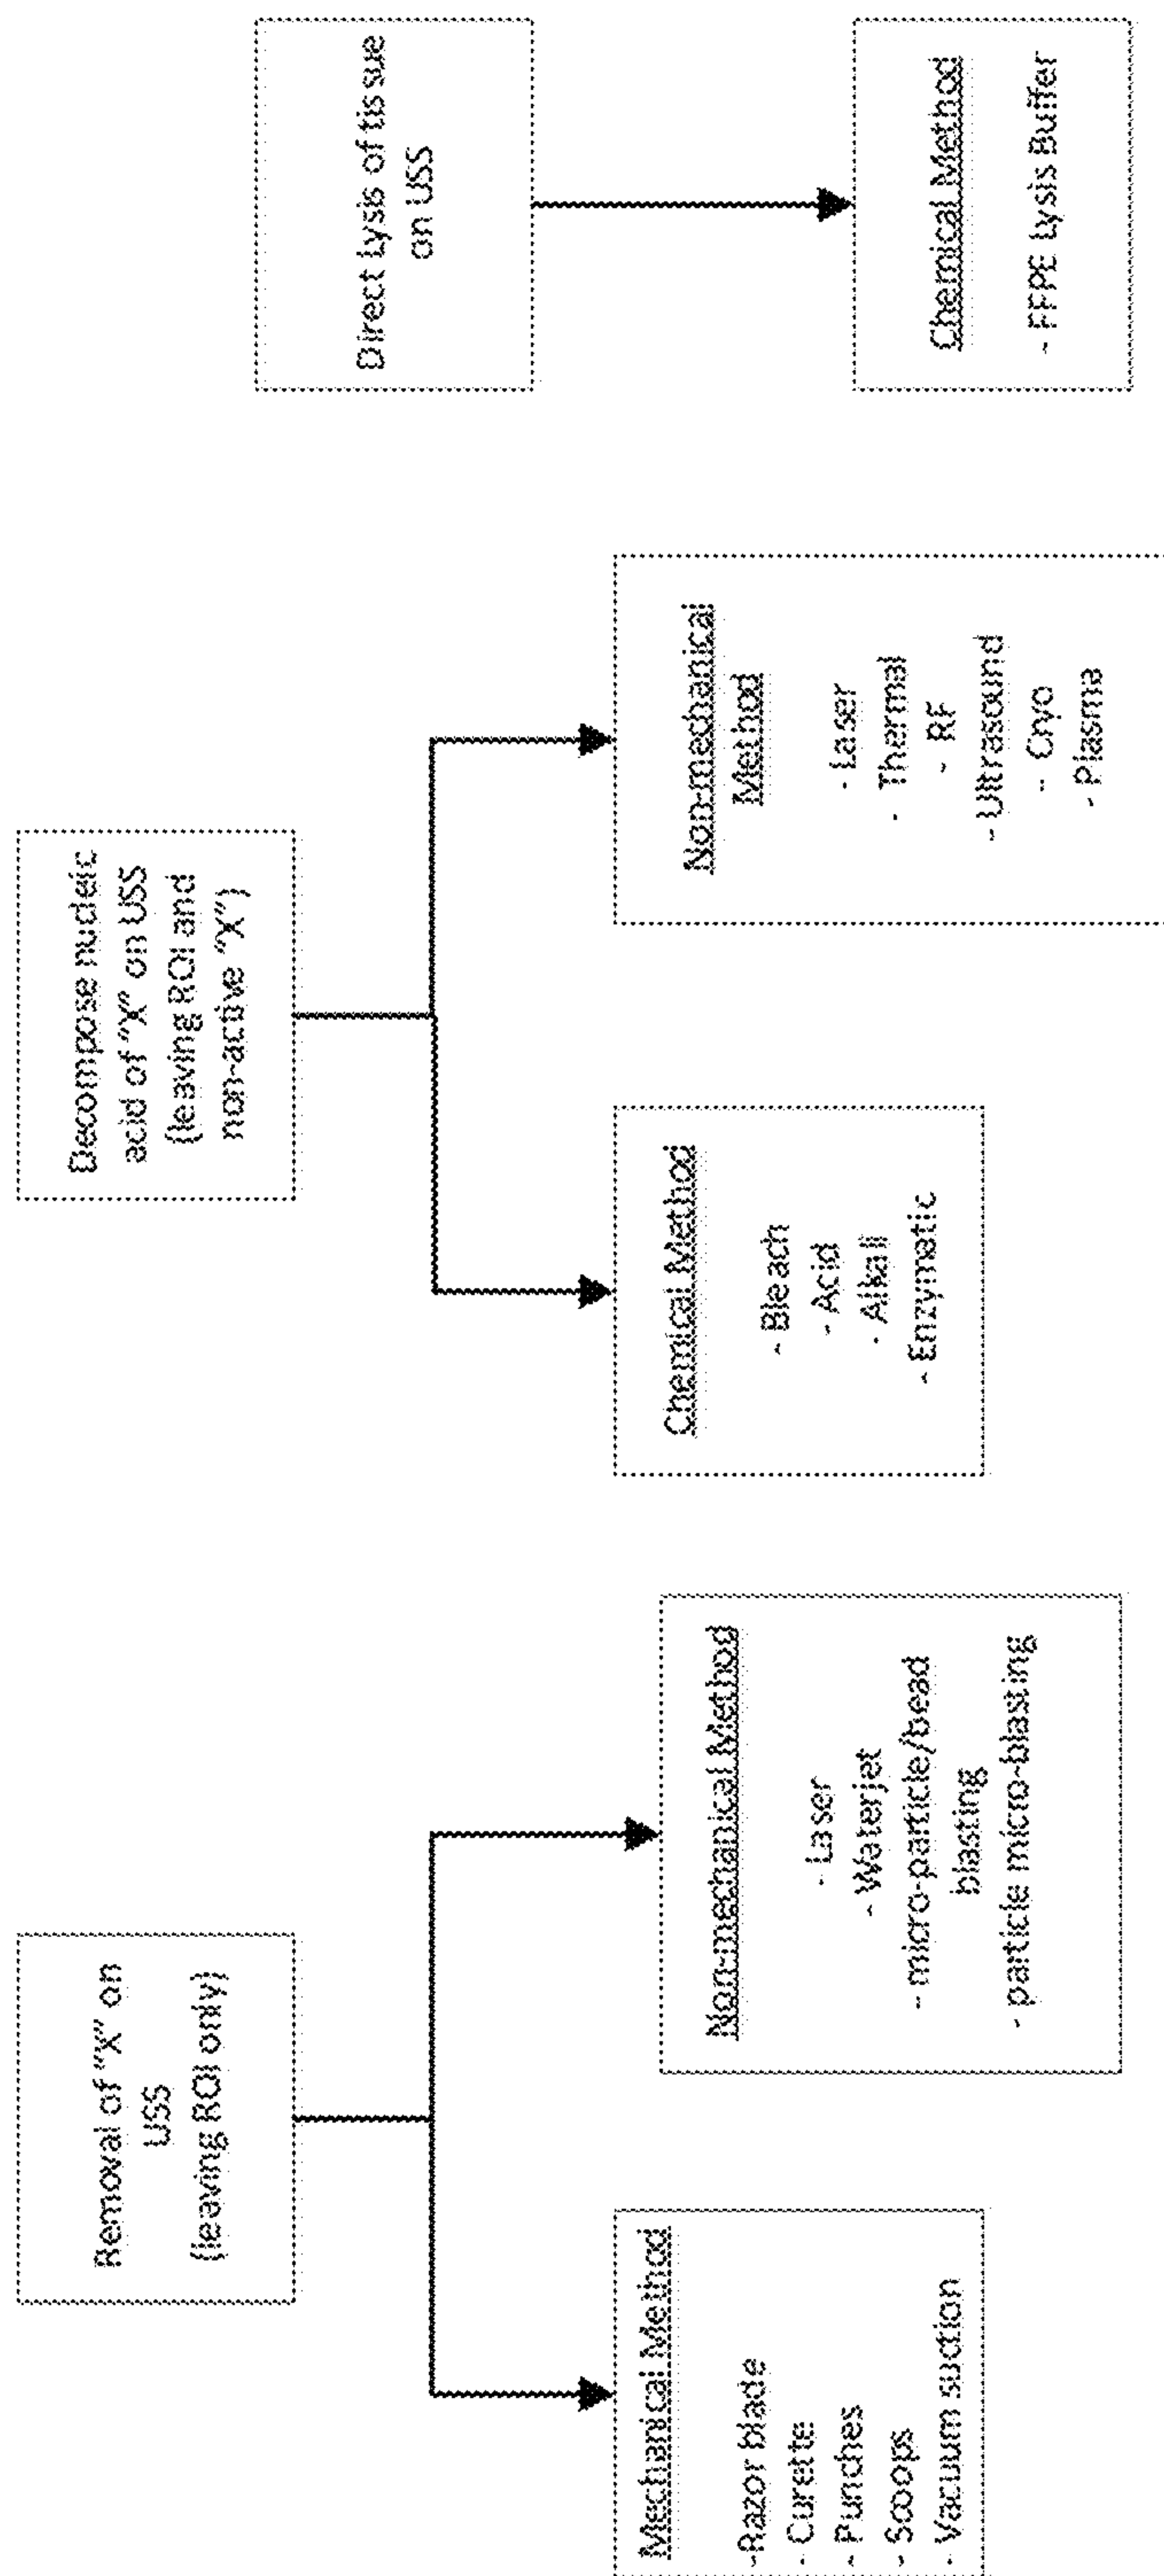 Removal of "X" on
USS
(leaving ROI only)
Mechanical Method
-Razor blade
- Curette
- Punches
- Scoops
- Vacuum suction
Non-mechanical Method
- Laser
- Waterjet
- micro-particle/bead
blasting
- particle micro-blasting
Decompose nucleic
acid of "X" on USS
(leaving ROI and
non-active "X")
Chemical Method
- Bleach
- Acid
- Alkali
- Enzymatic
Non-mechanical
Method
- Laser
- Thermal
- RF
- Ultrasound
- Cryo
- Plasma
Direct Lysis of tissue
on USS
Chemical Method
- FFPE Lysis Buffer